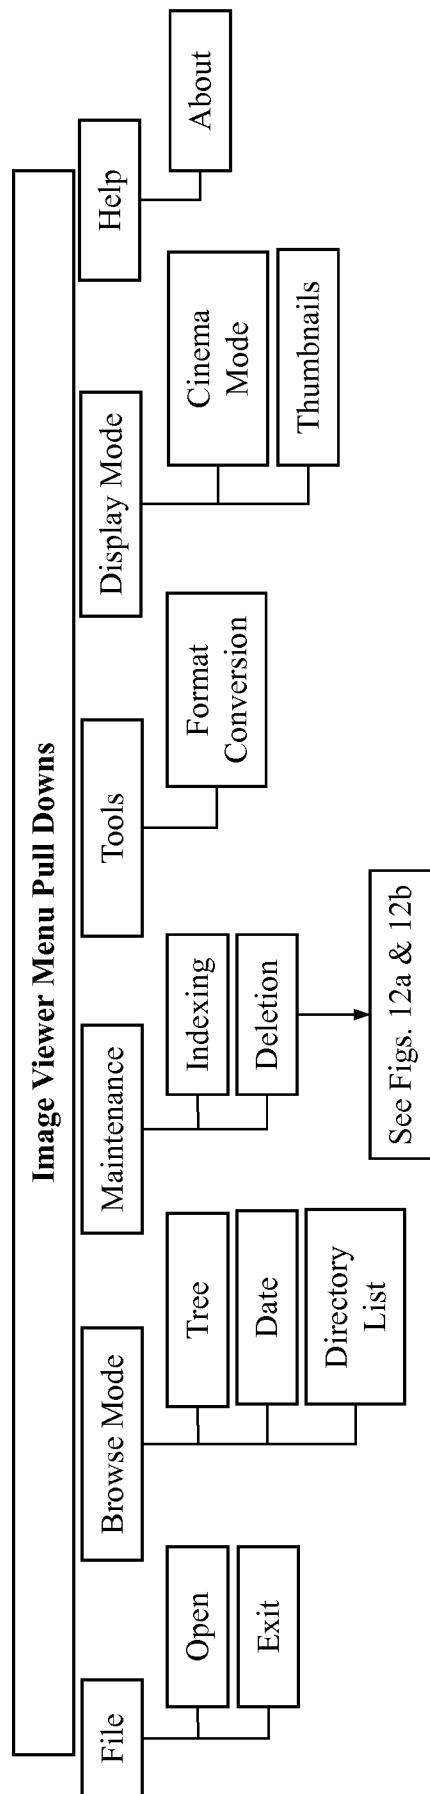 Image Viewer Menu Pull Downs
File
Open
Exit
Browse Mode
Tree
Date
Directory
List
Maintenance
Indexing
Deletion
See Figs. 12a & 12b
Tools
Format
Conversion
Display Mode
Cinema
Mode
Thumbnails
Help
About